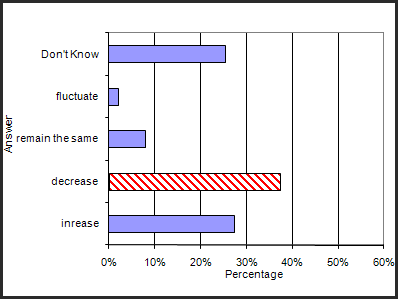 Don't Know
fluctuate
remain the same
decrease
inrease
Answer
0% 10% 20% 30% 40% 50% 60%
Percentage